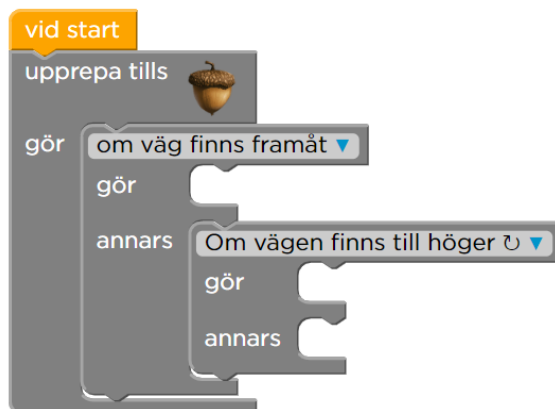 vid start
upprepa tills
gör om väg finns framåt ▼
gör
annars Om vägen finns till höger ↻ ▼
gör
annars